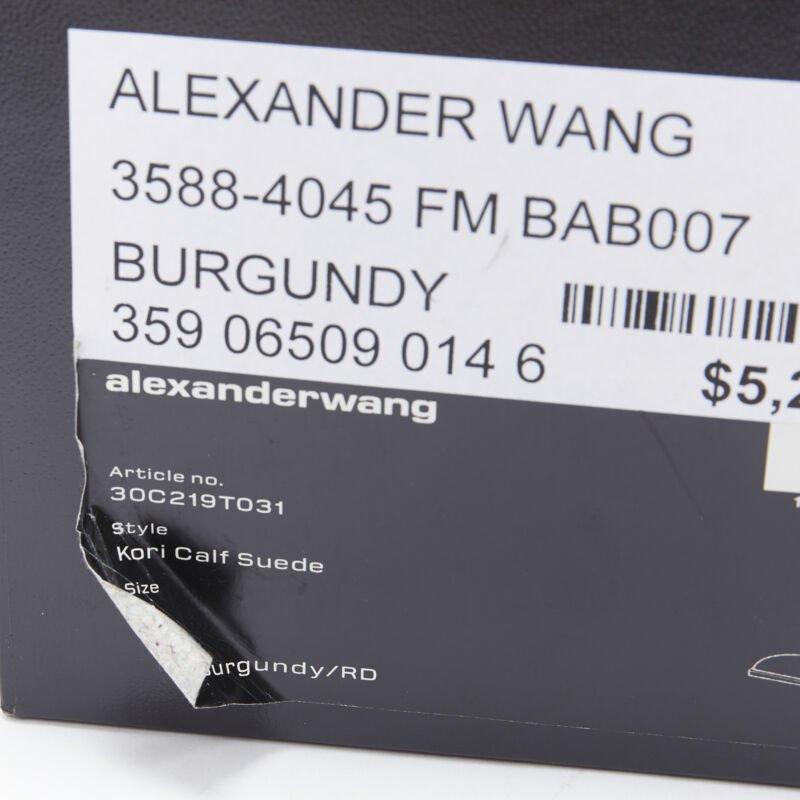 ALEXANDER WANG
3588-4045 FM BAB007
BURGUNDY
359 06509 014 6
$5,2
alexanderwang
Article no.
30C219T031
Style
Kori Calf Suede
Size
urgundy/RD